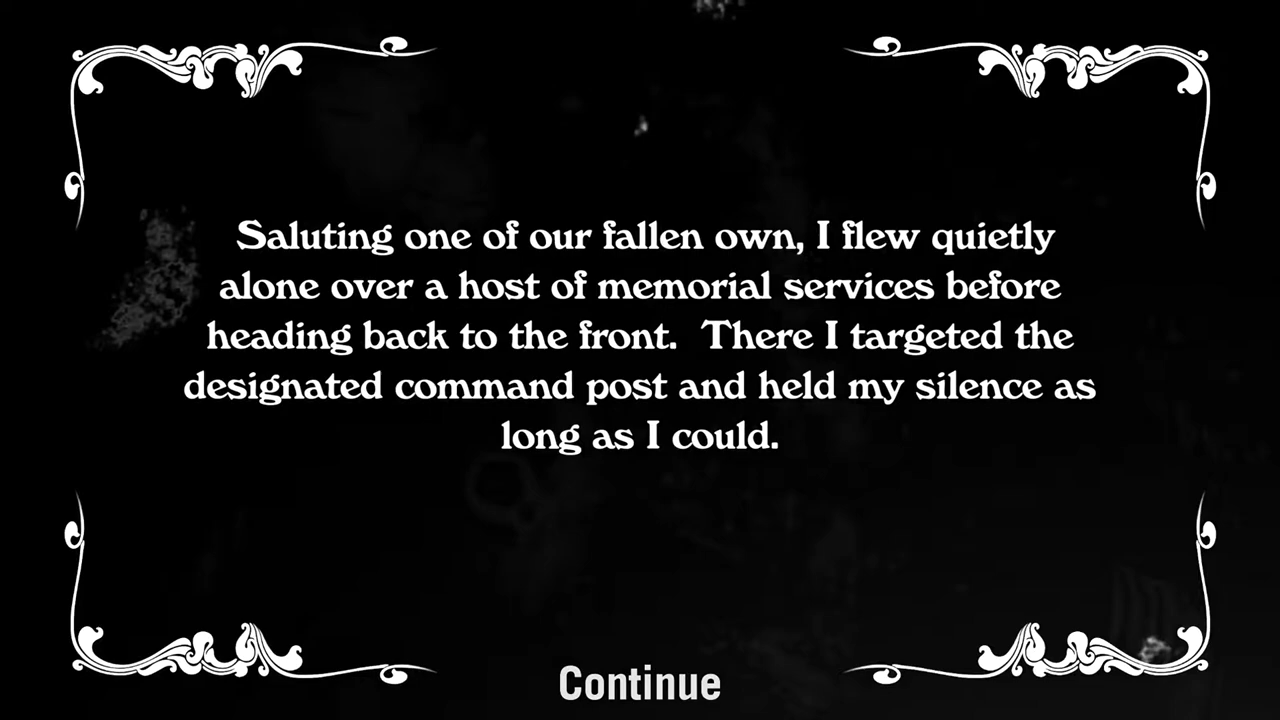 Saluting one of our fallen own, I flew quietly
alone over a host of memorial services before
heading back to the front.  There I targeted the
designated command post and held my silence as
long as I could.
Continue